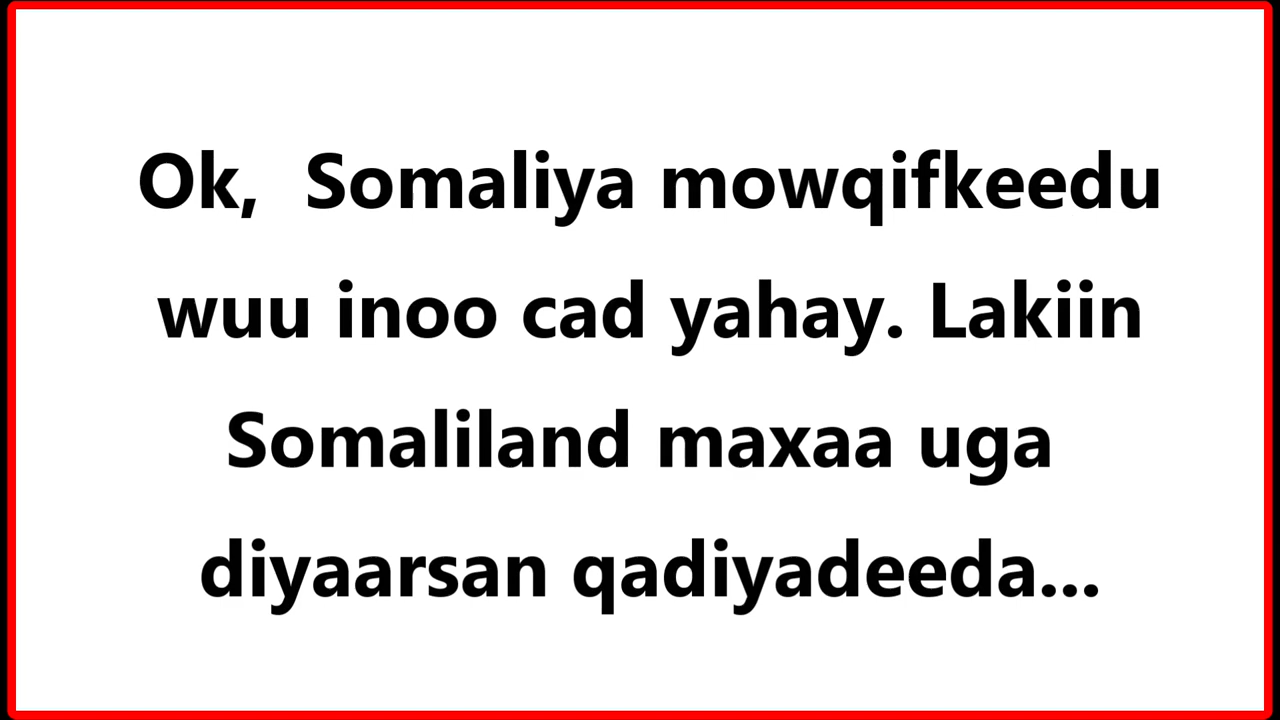 Ok,  Somaliya mowqifkeedu
wuu inoo cad yahay. Lakiin
Somaliland maxaa uga
diyaarsan qadiyadeeda...